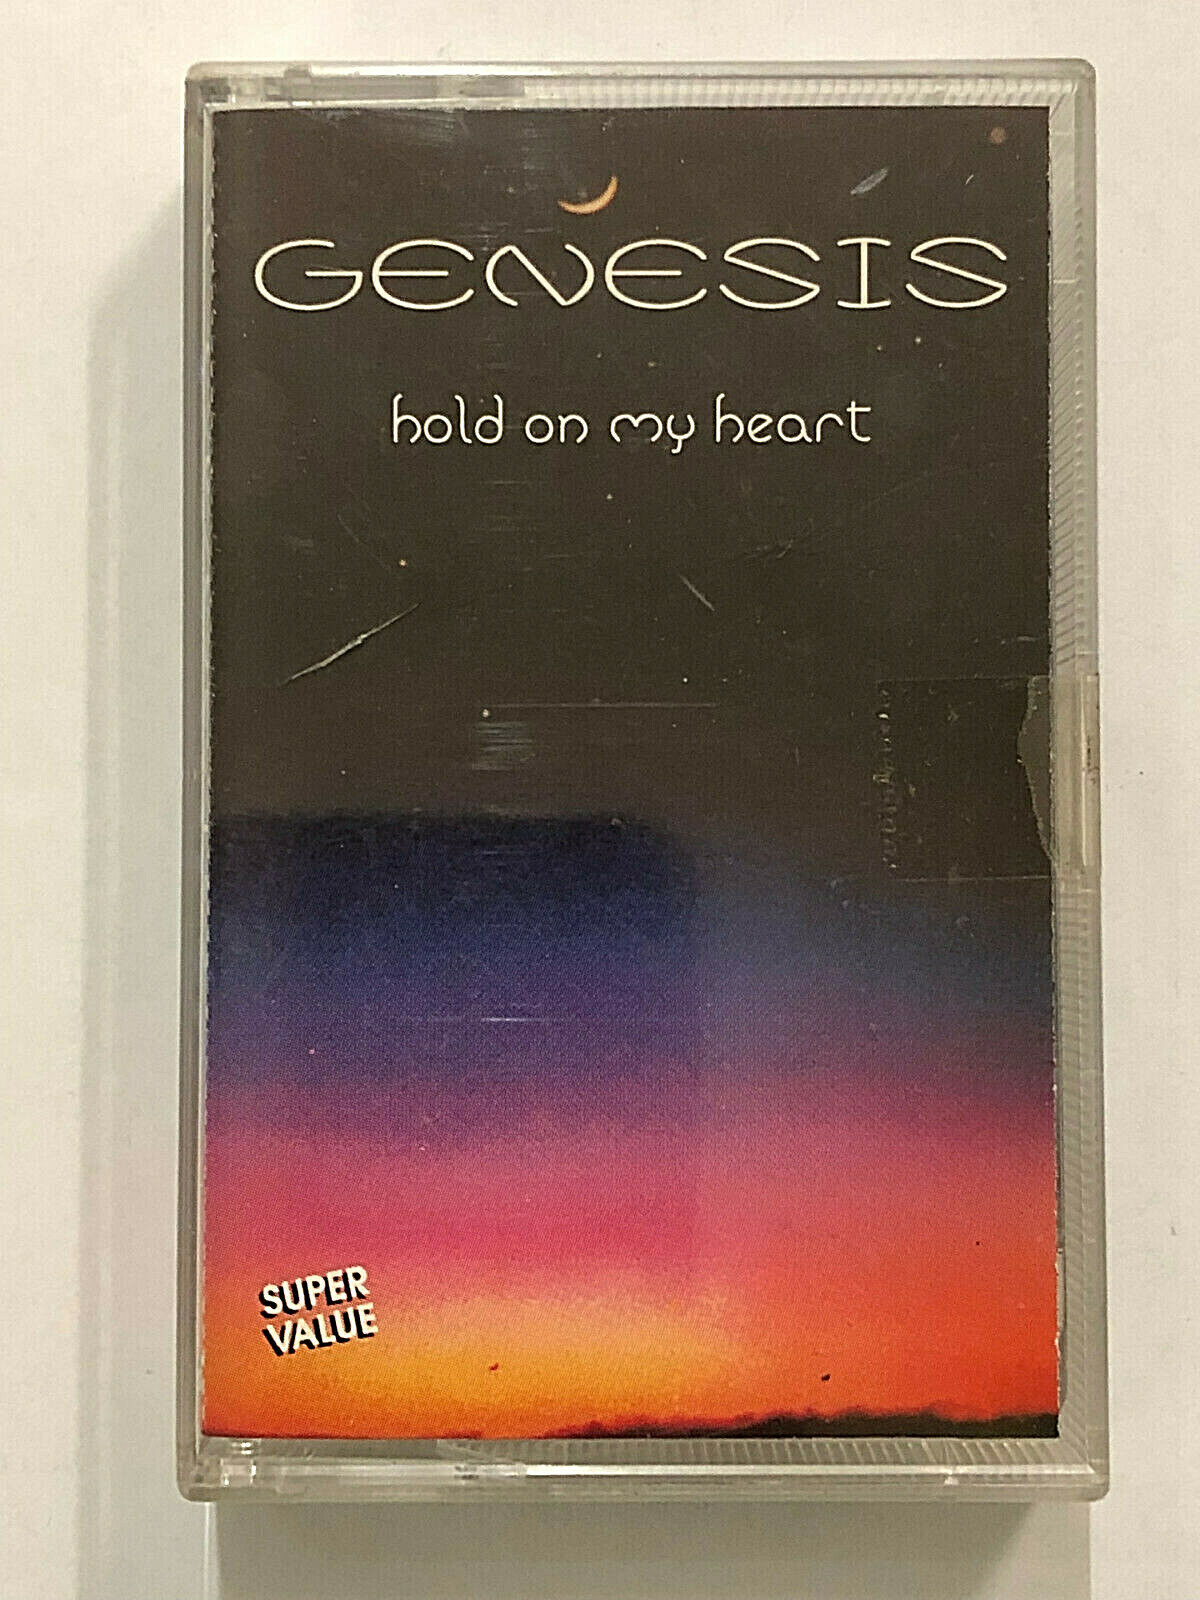 GENESIS
hold on my heart
SUPER
VALUE